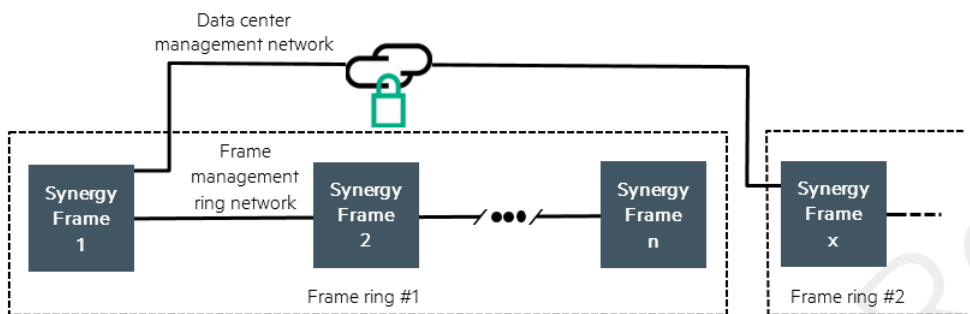 Data center
management network
Frame
management
ring network
Synergy
Frame
1
Synergy
Frame
2
Synergy
Frame
n
Synergy
Frame
x
Frame ring #1
Frame ring #2